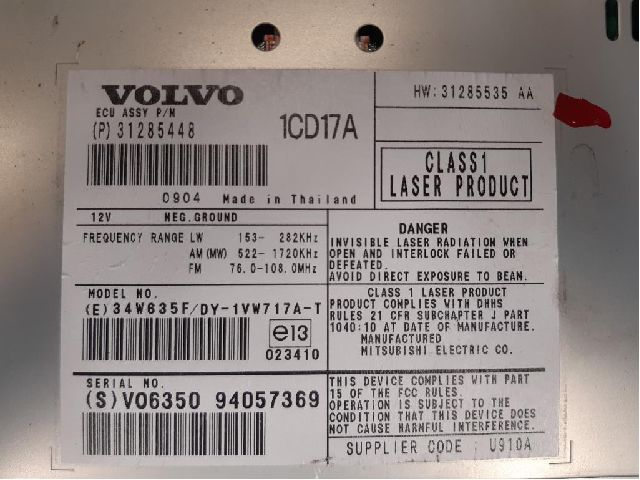 VOLVO
ECU ASSY P/N
(P) 31285448
1CD17A
HW:31285535 AA
CLASS1
LASER PRODUCT
0904 Made in Thailand
12V NEG.GROUND
FREQUENCY RANGE LW 153- 282KHz
AM (MW) 522- 1720KHz
FM 76.0-108.0MHz
DANGER
INVISIBLE LASER RADIATION WHEN
OPEN AND INTERLOCK FAILED OR
DEFEATED.
AVOID DIRECT EXPOSURE TO BEAM.
MODEL NO.
(E) 34W635F/DY-1VW717A-T
e13
023410
CLASS 1 LASER PRODUCT
PRODUCT COMPLIES WITH DHHS
RULES 21 CFR SUBCHAPTER J PART
1040:10 AT DATE OF MANUFACTURE.
MANUFACTURED
MITSUBISHI ELECTRIC CO.
SERIAL NO.
(S) V06350 94057369
THIS DEVICE COMPLIES WITH PART
15 OF THE FCC RULES.
OPERATION IS SUBJECT TO THE
CONDITION THAT THIS DEVICE DOES
NOT CAUSE HARMFUL INTERFERENCE.
SUPPLIER CODE : U910A